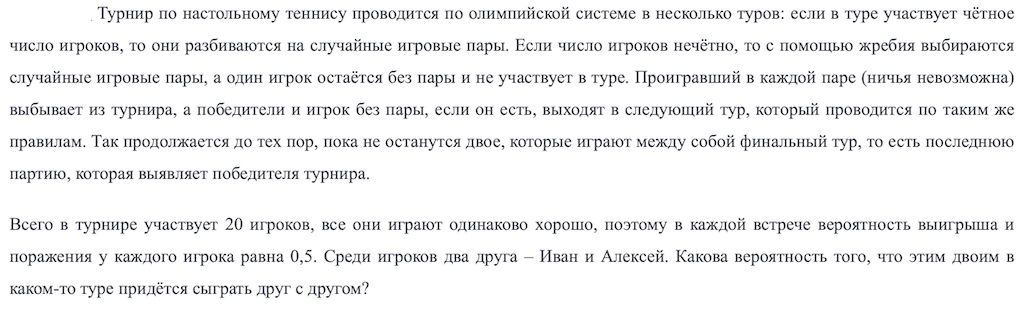 Турнир по настольному теннису проводится по олимпийской системе в несколько туров: если в туре участвует чётное
число игроков, то они разбиваются на случайные игровые пары. Если число игроков нечётно, то с помощью жребия выбираются
случайные игровые пары, а один игрок остаётся без пары и не участвует в туре. Проигравший в каждой паре (ничья невозможна)
выбывает из турнира, а победители и игрок без пары, если он есть, выходят в следующий тур, который проводится по таким же
правилам. Так продолжается до тех пор, пока не останутся двое, которые играют между собой финальный тур, то есть последнюю
партию, которая выявляет победителя турнира.
Всего в турнире участвует 20 игроков, все они играют одинаково хорошо, поэтому в каждой встрече вероятность выигрыша и
поражения у каждого игрока равна 0,5. Среди игроков два друга – Иван и Алексей. Какова вероятность того, что этим двоим в
каком-то туре придётся сыграть друг с другом?